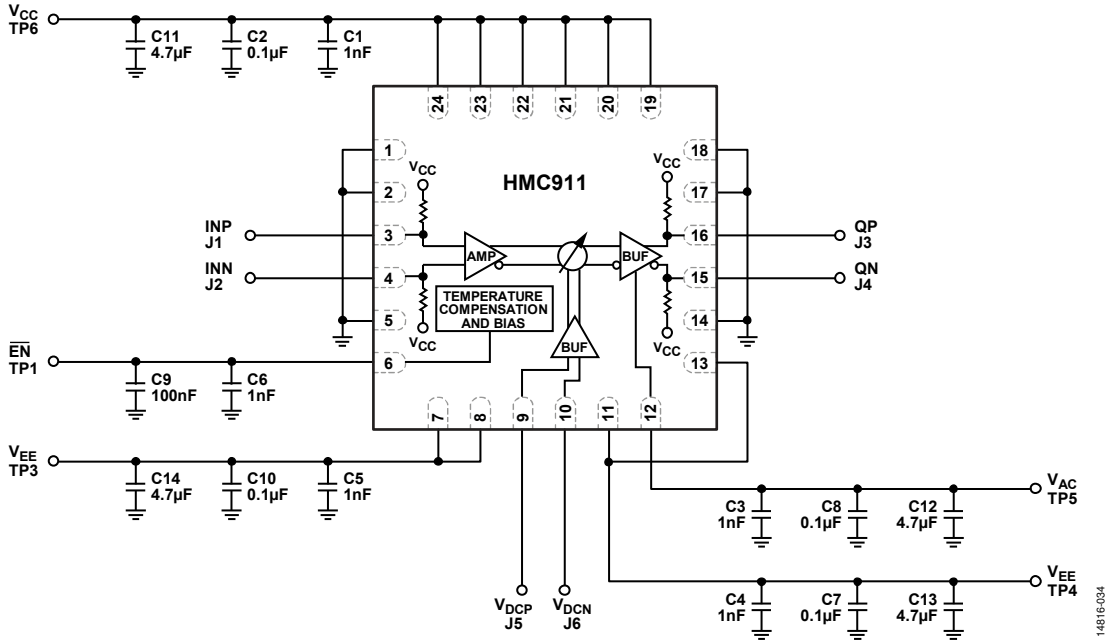 VCC
TP6
C11
4.7µF
C2
0.1µF
C1
1nF
24
23
22
21
20
19
1
2
3
4
5
6
18
17
16
15
14
13
VCC
HMC911
VCC
INP
J1
INN
J2
QP
J3
QN
J4
AMP
BUF
TEMPERATURE
COMPENSATION
AND BIAS
VCC
VCC
BUF
EN
TP1
C9
100nF
C6
1nF
7
8
9
10
11
12
VEE
TP3
C14
4.7µF
C10
0.1µF
C5
1nF
C3
1nF
C8
0.1µF
C12
4.7µF
VAC
TP5
C4
1nF
C7
0.1µF
C13
4.7µF
VEE
TP4
VDCP
J5
VDCN
J6
14816-034